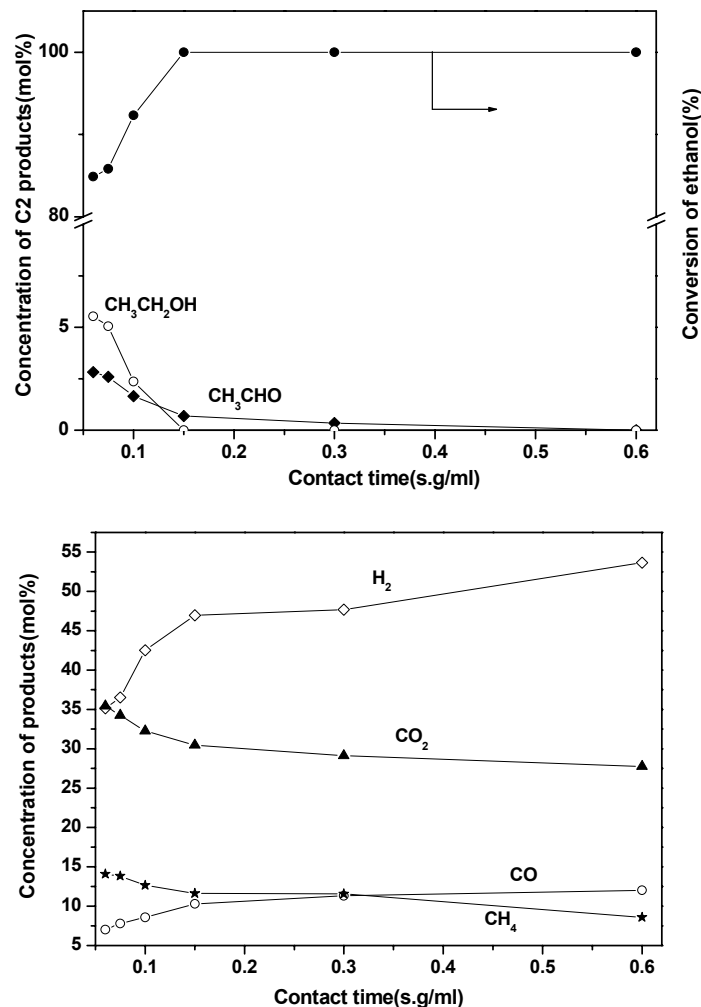 100
80
5
0
Concentration of C2 products(mol%)
Conversion of ethanol(%)
CH₃CH₂OH
CH₃CHO
0.1 0.2 0.3 0.4 0.5 0.6
Contact time(s.g/ml)
55
50
45
40
35
30
25
20
15
10
5
Concentration of products(mol%)
H₂
CO₂
CO
CH₄
0.1 0.2 0.3 0.4 0.5 0.6
Contact time(s.g/ml)